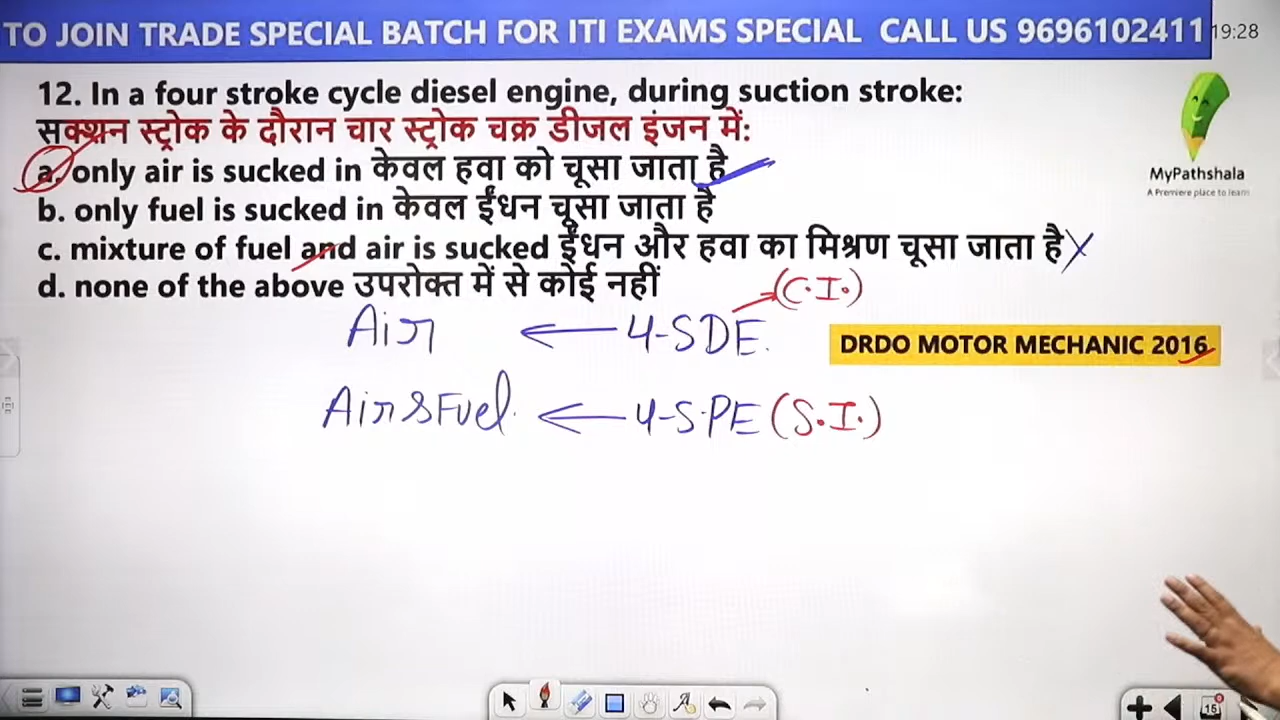 TO JOIN TRADE SPECIAL BATCH FOR ITI EXAMS SPECIAL CALL US 9696102411
19:28
12. In a four stroke cycle diesel engine, during suction stroke:
सक्शन स्ट्रोक के दौरान चार स्ट्रोक चक्र डीजल इंजन में:
a. only air is sucked in केवल हवा को चूसा जाता है
b. only fuel is sucked in केवल ईंधन चूसा जाता है
c. mixture of fuel and air is sucked ईंधन और हवा का मिश्रण चूसा जाता है
d. none of the above उपरोक्त में से कोई नहीं
MyPathshala
A Premiere place to learn
(C.I.)
Air ← 4-SDE.
DRDO MOTOR MECHANIC 2016
Air & Fuel. ← 4-S.PE (S.I.)
15